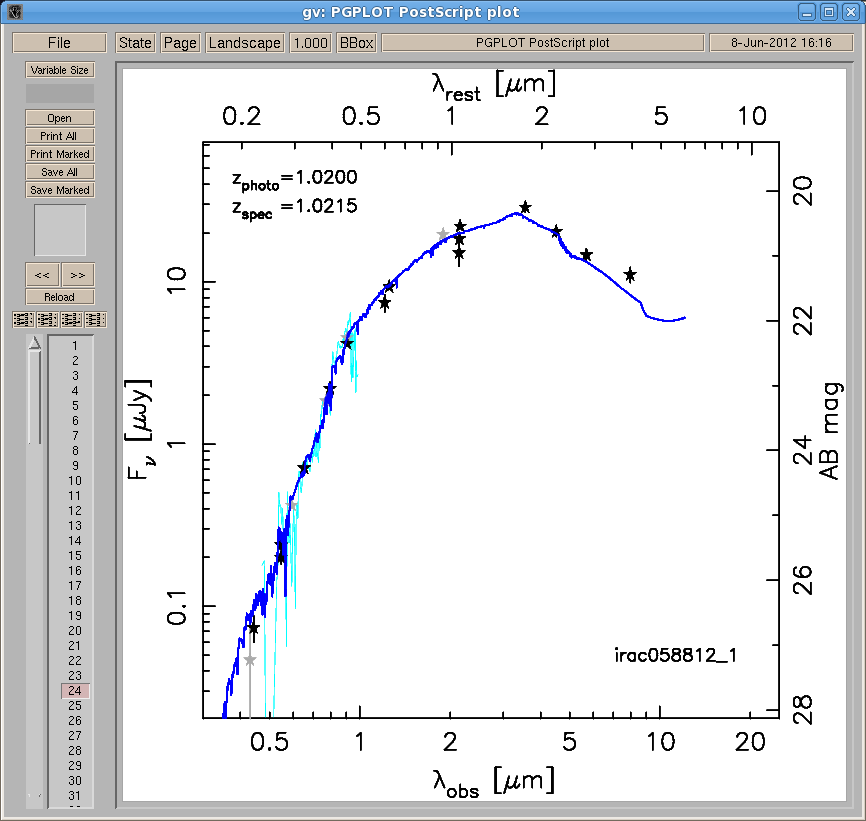 gv: PGPLOT PostScript plot
File State Page Landscape 1.000 BBox PGPLOT PostScript plot 8-Jun-2012 16:16
Variable Size
Open
Print All
Print Marked
Save All
Save Marked
<< >>
Reload
1
2
3
4
5
6
7
8
9
10
11
12
13
14
15
16
17
18
19
20
21
22
23
24
25
26
27
28
29
30
31
λrest [μm]
0.2 0.5 1 2 5 10
zphoto=1.0200
zspec =1.0215
Fν [μJy]
10
1
0.1
20
22
24
26
28
AB mag
irac058812_1
0.5 1 2 5 10 20
λobs [μm]